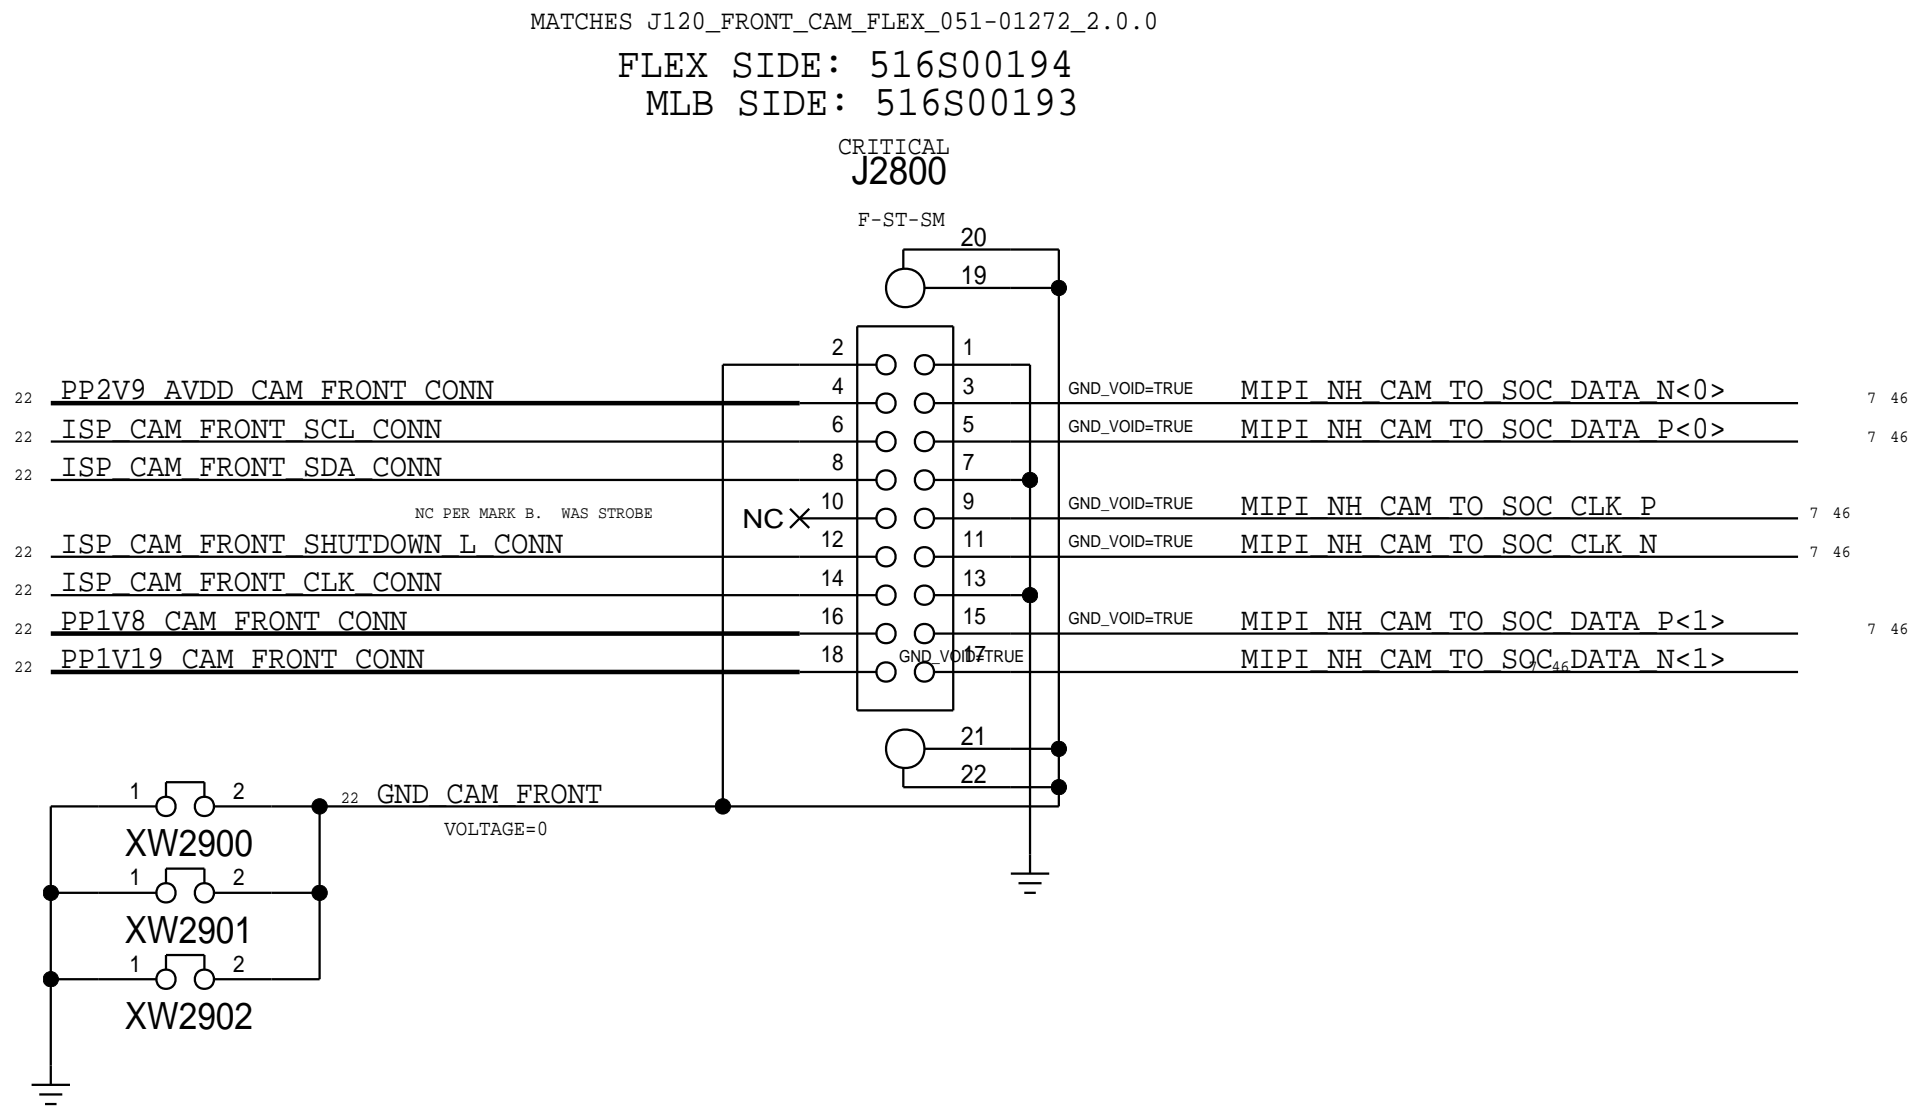 MATCHES J120_FRONT_CAM_FLEX_051-01272_2.0.0
FLEX SIDE: 516S00194
MLB SIDE: 516S00193
CRITICAL
J2800
F-ST-SM
20
19
2 1
22 PP2V9_AVDD_CAM_FRONT_CONN 4 3 GND_VOID=TRUE MIPI_NH_CAM_TO_SOC_DATA_N<0> 7 46
22 ISP_CAM_FRONT_SCL_CONN 6 5 GND_VOID=TRUE MIPI_NH_CAM_TO_SOC_DATA_P<0> 7 46
22 ISP_CAM_FRONT_SDA_CONN 8 7
NC PER MARK B. WAS STROBE NC 10 9 GND_VOID=TRUE MIPI_NH_CAM_TO_SOC_CLK_P 7 46
22 ISP_CAM_FRONT_SHUTDOWN_L_CONN 12 11 GND_VOID=TRUE MIPI_NH_CAM_TO_SOC_CLK_N 7 46
22 ISP_CAM_FRONT_CLK_CONN 14 13
22 PP1V8_CAM_FRONT_CONN 16 15 GND_VOID=TRUE MIPI_NH_CAM_TO_SOC_DATA_P<1> 7 46
22 PP1V19_CAM_FRONT_CONN 18 GND_VOID=TRUE 17 MIPI_NH_CAM_TO_SOC_DATA_N<1> 7 46
21
22
1 2 22 GND_CAM_FRONT
VOLTAGE=0
XW2900
1 2
XW2901
1 2
XW2902